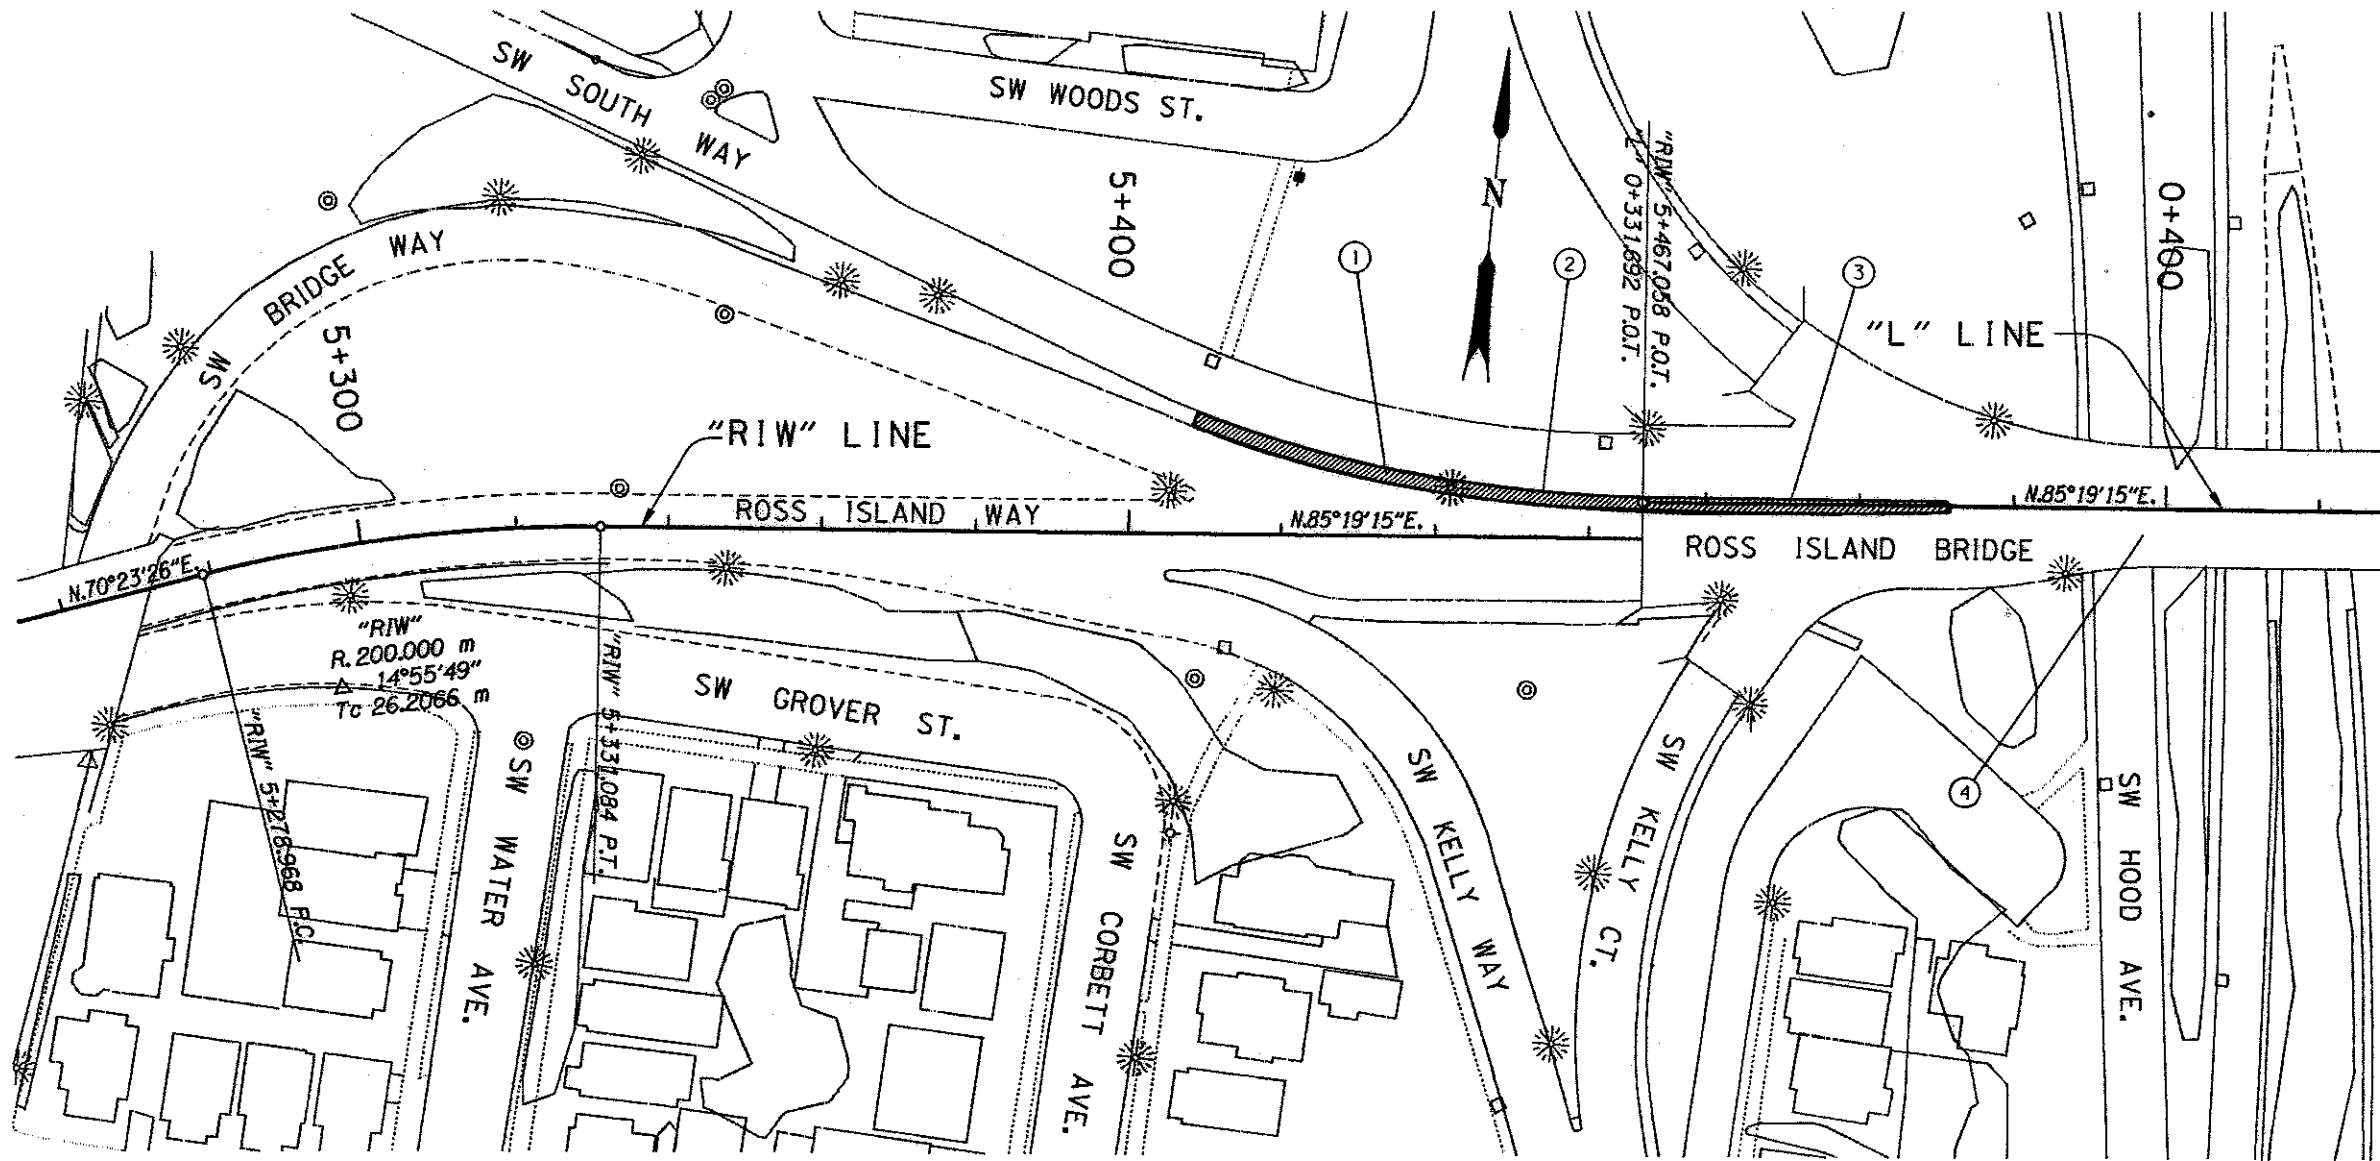 SW SOUTH WAY
SW WOODS ST.
5+400
N
"RIW" 5+467.058 P.O.T.
"L" 0+331.692 P.O.T.
0+400
1
2
3
SW BRIDGE WAY
5+300
"L" LINE
"RIW" LINE
ROSS ISLAND WAY
N.85°19'15"E.
N.85°19'15"E.
ROSS ISLAND BRIDGE
N.70°23'26"E.
"RIW"
R. 200.000 m
△ 14°55'49"
Tc 26.2066 m
"RIW" 5+278.968 P.C.
"RIW" 5+331.084 P.T.
SW GROVER ST.
SW WATER AVE.
SW CORBETT AVE.
SW KELLY WAY
SW KELLY CT.
4
SW HOOD AVE.